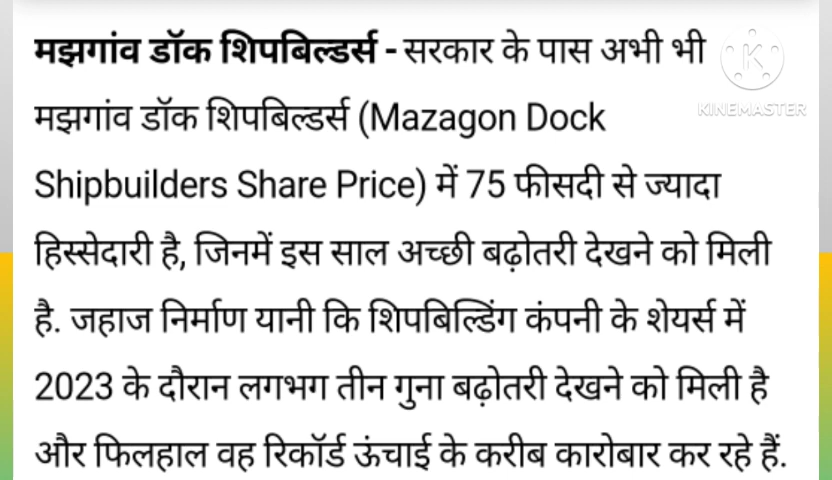 मझगांव डॉक शिपबिल्डर्स - सरकार के पास अभी भी
मझगांव डॉक शिपबिल्डर्स (Mazagon Dock
Shipbuilders Share Price) में 75 फीसदी से ज्यादा
हिस्सेदारी है, जिनमें इस साल अच्छी बढ़ोतरी देखने को मिली
है. जहाज निर्माण यानी कि शिपबिल्डिंग कंपनी के शेयर्स में
2023 के दौरान लगभग तीन गुना बढ़ोतरी देखने को मिली है
और फिलहाल वह रिकॉर्ड ऊंचाई के करीब कारोबार कर रहे हैं.
K
KINEMASTER